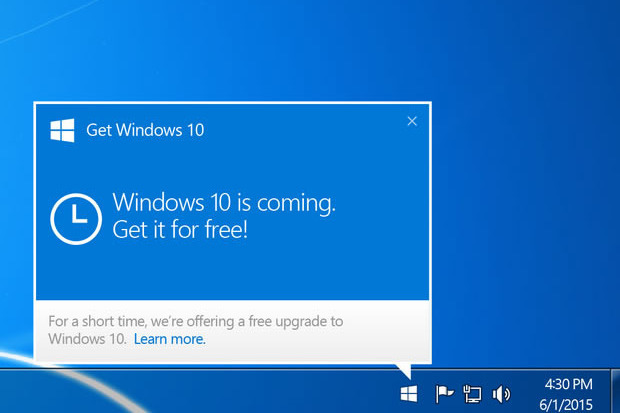 Get Windows 10
Windows 10 is coming.
Get it for free!
For a short time, we're offering a free upgrade to
Windows 10. Learn more.
4:30 PM
6/1/2015